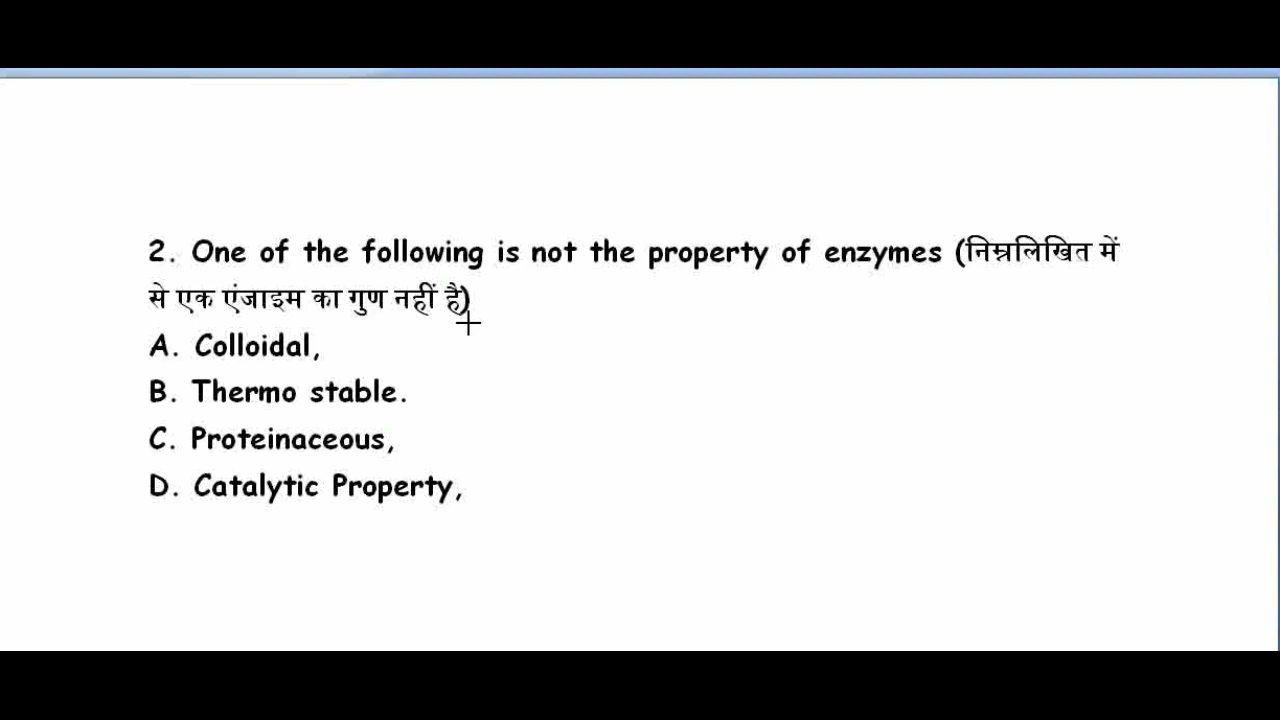 2. One of the following is not the property of enzymes (निम्नलिखित में
से एक एंजाइम का गुण नहीं है)
A. Colloidal,
B. Thermo stable.
C. Proteinaceous,
D. Catalytic Property,